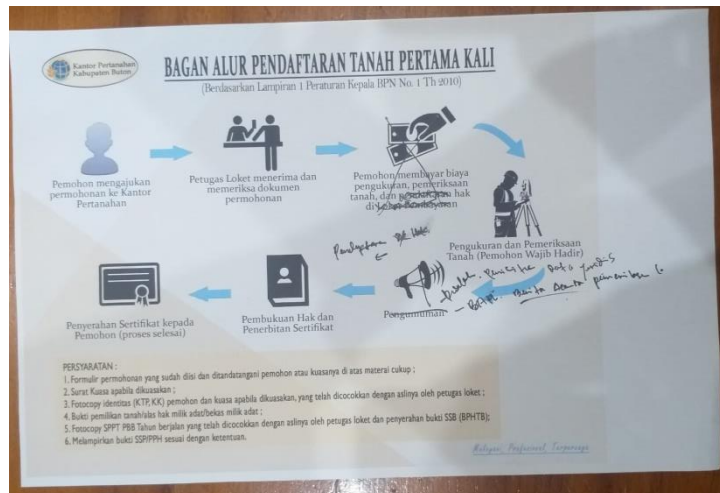 Kantor Pertanahan
Kabupaten Buton
BAGAN ALUR PENDAFTARAN TANAH PERTAMA KALI
(Berdasarkan Lampiran 1 Peraturan Kepala BPN No. 1 Th 2010)
Pemohon mengajukan
permohonan ke Kantor
Pertanahan
Petugas Loket menerima dan
memeriksa dokumen
permohonan
Pemohon membayar biaya
pengukuran, pemeriksaan
tanah, dan hak
di
Pengukuran dan Pemeriksaan
Tanah (Pemohon Wajib Hadir)
Pengumuman
Pembukuan Hak dan
Penerbitan Sertifikat
Penyerahan Sertifikat kepada
Pemohon (proses selesai)
PERSYARATAN :
1. Formulir permohonan yang sudah diisi dan ditandatangani pemohon atau kuasanya di atas materai cukup ;
2. Surat Kuasa apabila dikuasakan ;
3. Fotocopy identitas (KTP, KK) pemohon dan kuasa apabila dikuasakan, yang telah dicocokkan dengan aslinya oleh petugas loket ;
4. Bukti pemilikan tanah/alas hak milik adat/bekas milik adat ;
5. Fotocopy SPPT PBB Tahun berjalan yang telah dicocokkan dengan aslinya oleh petugas loket dan penyerahan bukti SSB (BPHTB);
6. Melampirkan bukti SSP/PPH sesuai dengan ketentuan.
Melayani, Profesional, Terpercaya